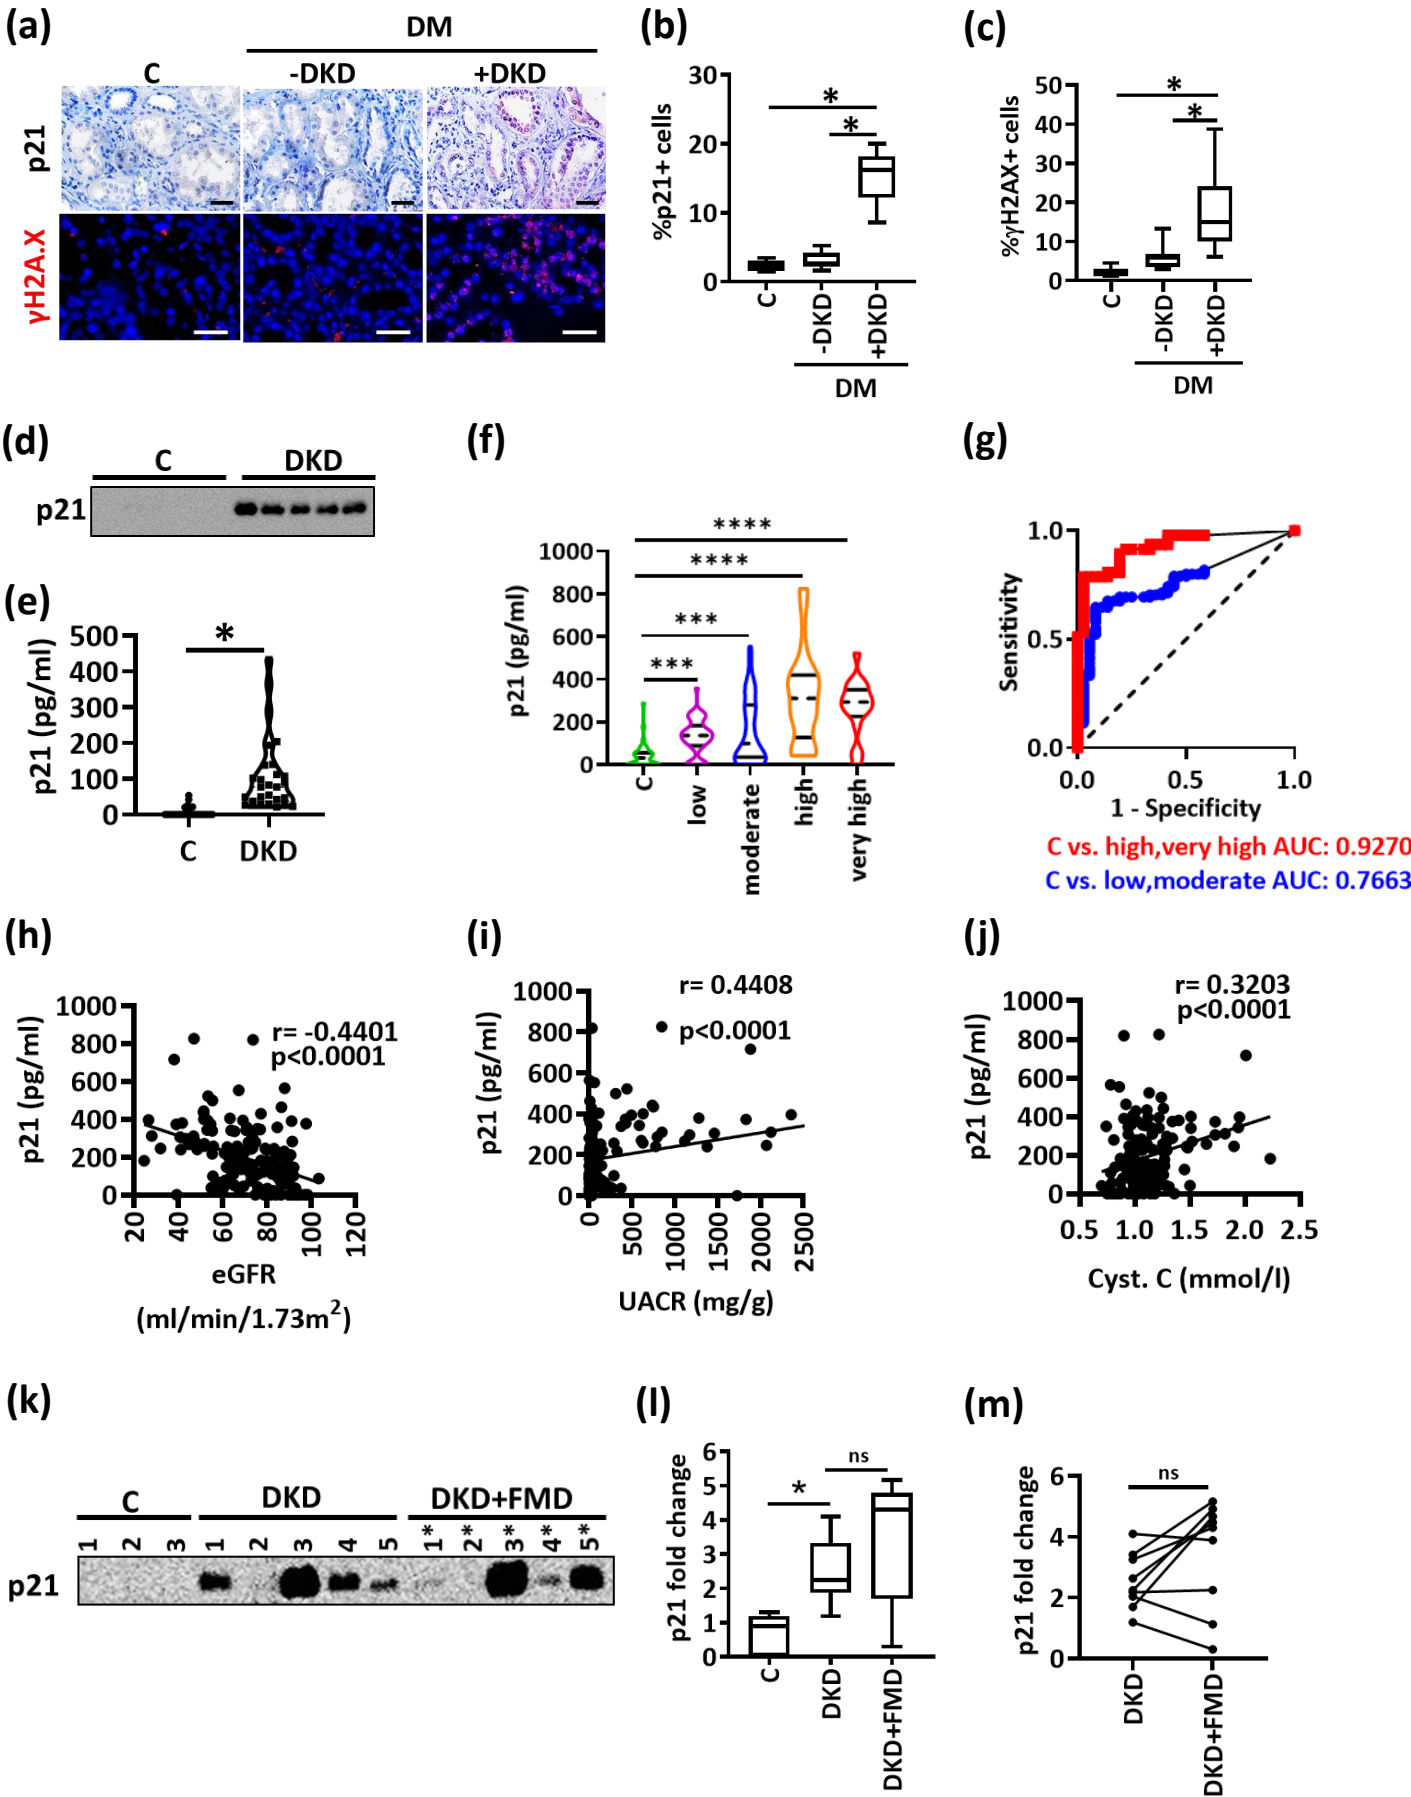 (a)
DM
C
-DKD
+DKD
p21
γH2A.X
(b)
%p21+ cells
30
20
10
0
*
*
C
-DKD
+DKD
DM
(c)
%γH2AX+ cells
50
40
30
20
10
0
*
*
C
-DKD
+DKD
DM
(d)
C
DKD
p21
(e)
p21 (pg/ml)
500
400
300
200
100
0
*
C
DKD
(f)
p21 (pg/ml)
1000
800
600
400
200
0
****
****
***
***
C
low
moderate
high
very high
(g)
Sensitivity
1.0
0.5
0.0
0.0
0.5
1.0
1 - Specificity
C vs. high,very high AUC: 0.9270
C vs. low,moderate AUC: 0.7663
(h)
p21 (pg/ml)
1000
800
600
400
200
0
r= -0.4401
p<0.0001
20
40
60
80
100
120
eGFR
(ml/min/1.73m²)
(i)
p21 (pg/ml)
1000
800
600
400
200
0
r= 0.4408
p<0.0001
0
500
1000
1500
2000
2500
UACR (mg/g)
(j)
p21 (pg/ml)
1000
800
600
400
200
0
r= 0.3203
p<0.0001
0.5
1.0
1.5
2.0
2.5
Cyst. C (mmol/l)
(k)
C
DKD
DKD+FMD
1
2
3
1
2
3
4
5
1*
2*
3*
4*
5*
p21
(l)
p21 fold change
6
5
4
3
2
1
0
*
ns
C
DKD
DKD+FMD
(m)
p21 fold change
6
4
2
0
ns
DKD
DKD+FMD